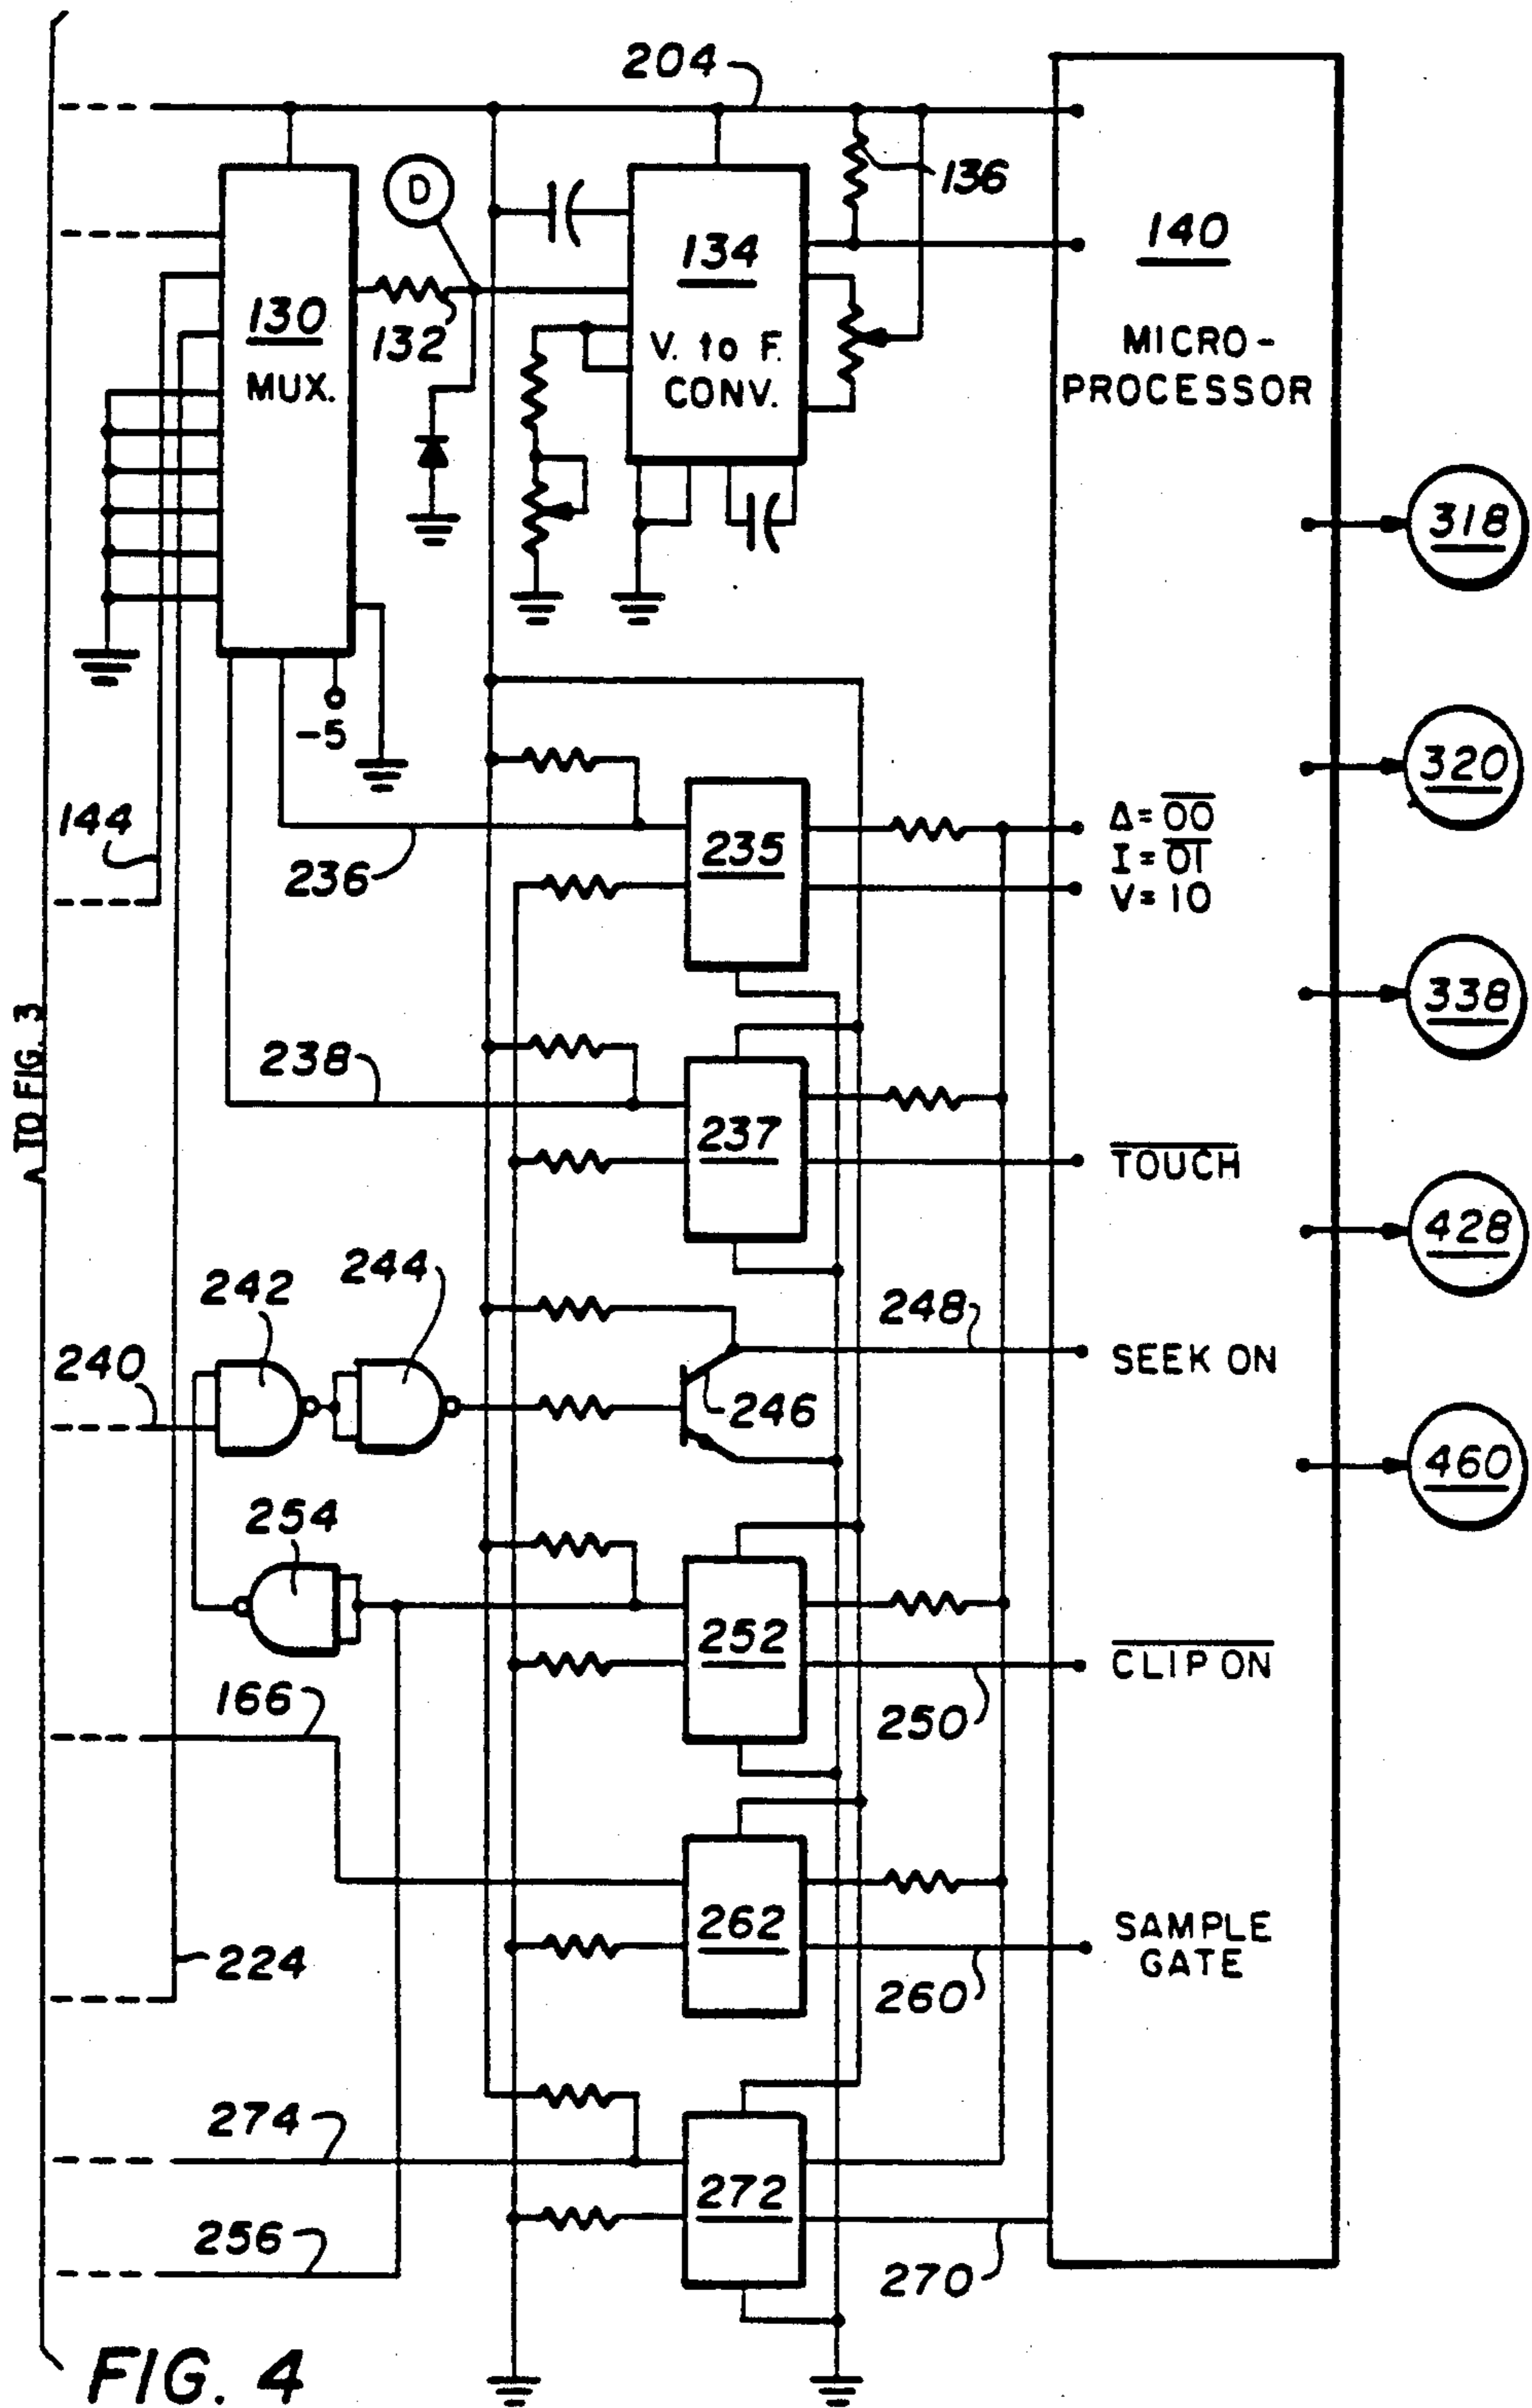 204
D
136
134
V. to F.
CONV.
130
MUX.
132
140
MICRO-
PROCESSOR
318
-5
320
144
236
235
Δ= 00
I = 01
V= 10
338
TO FIG. 3
238
237
TOUCH
428
242
244
248
240
246
SEEK ON
460
254
252
CLIP ON
166
250
262
SAMPLE
GATE
224
260
274
272
256
270
FIG. 4